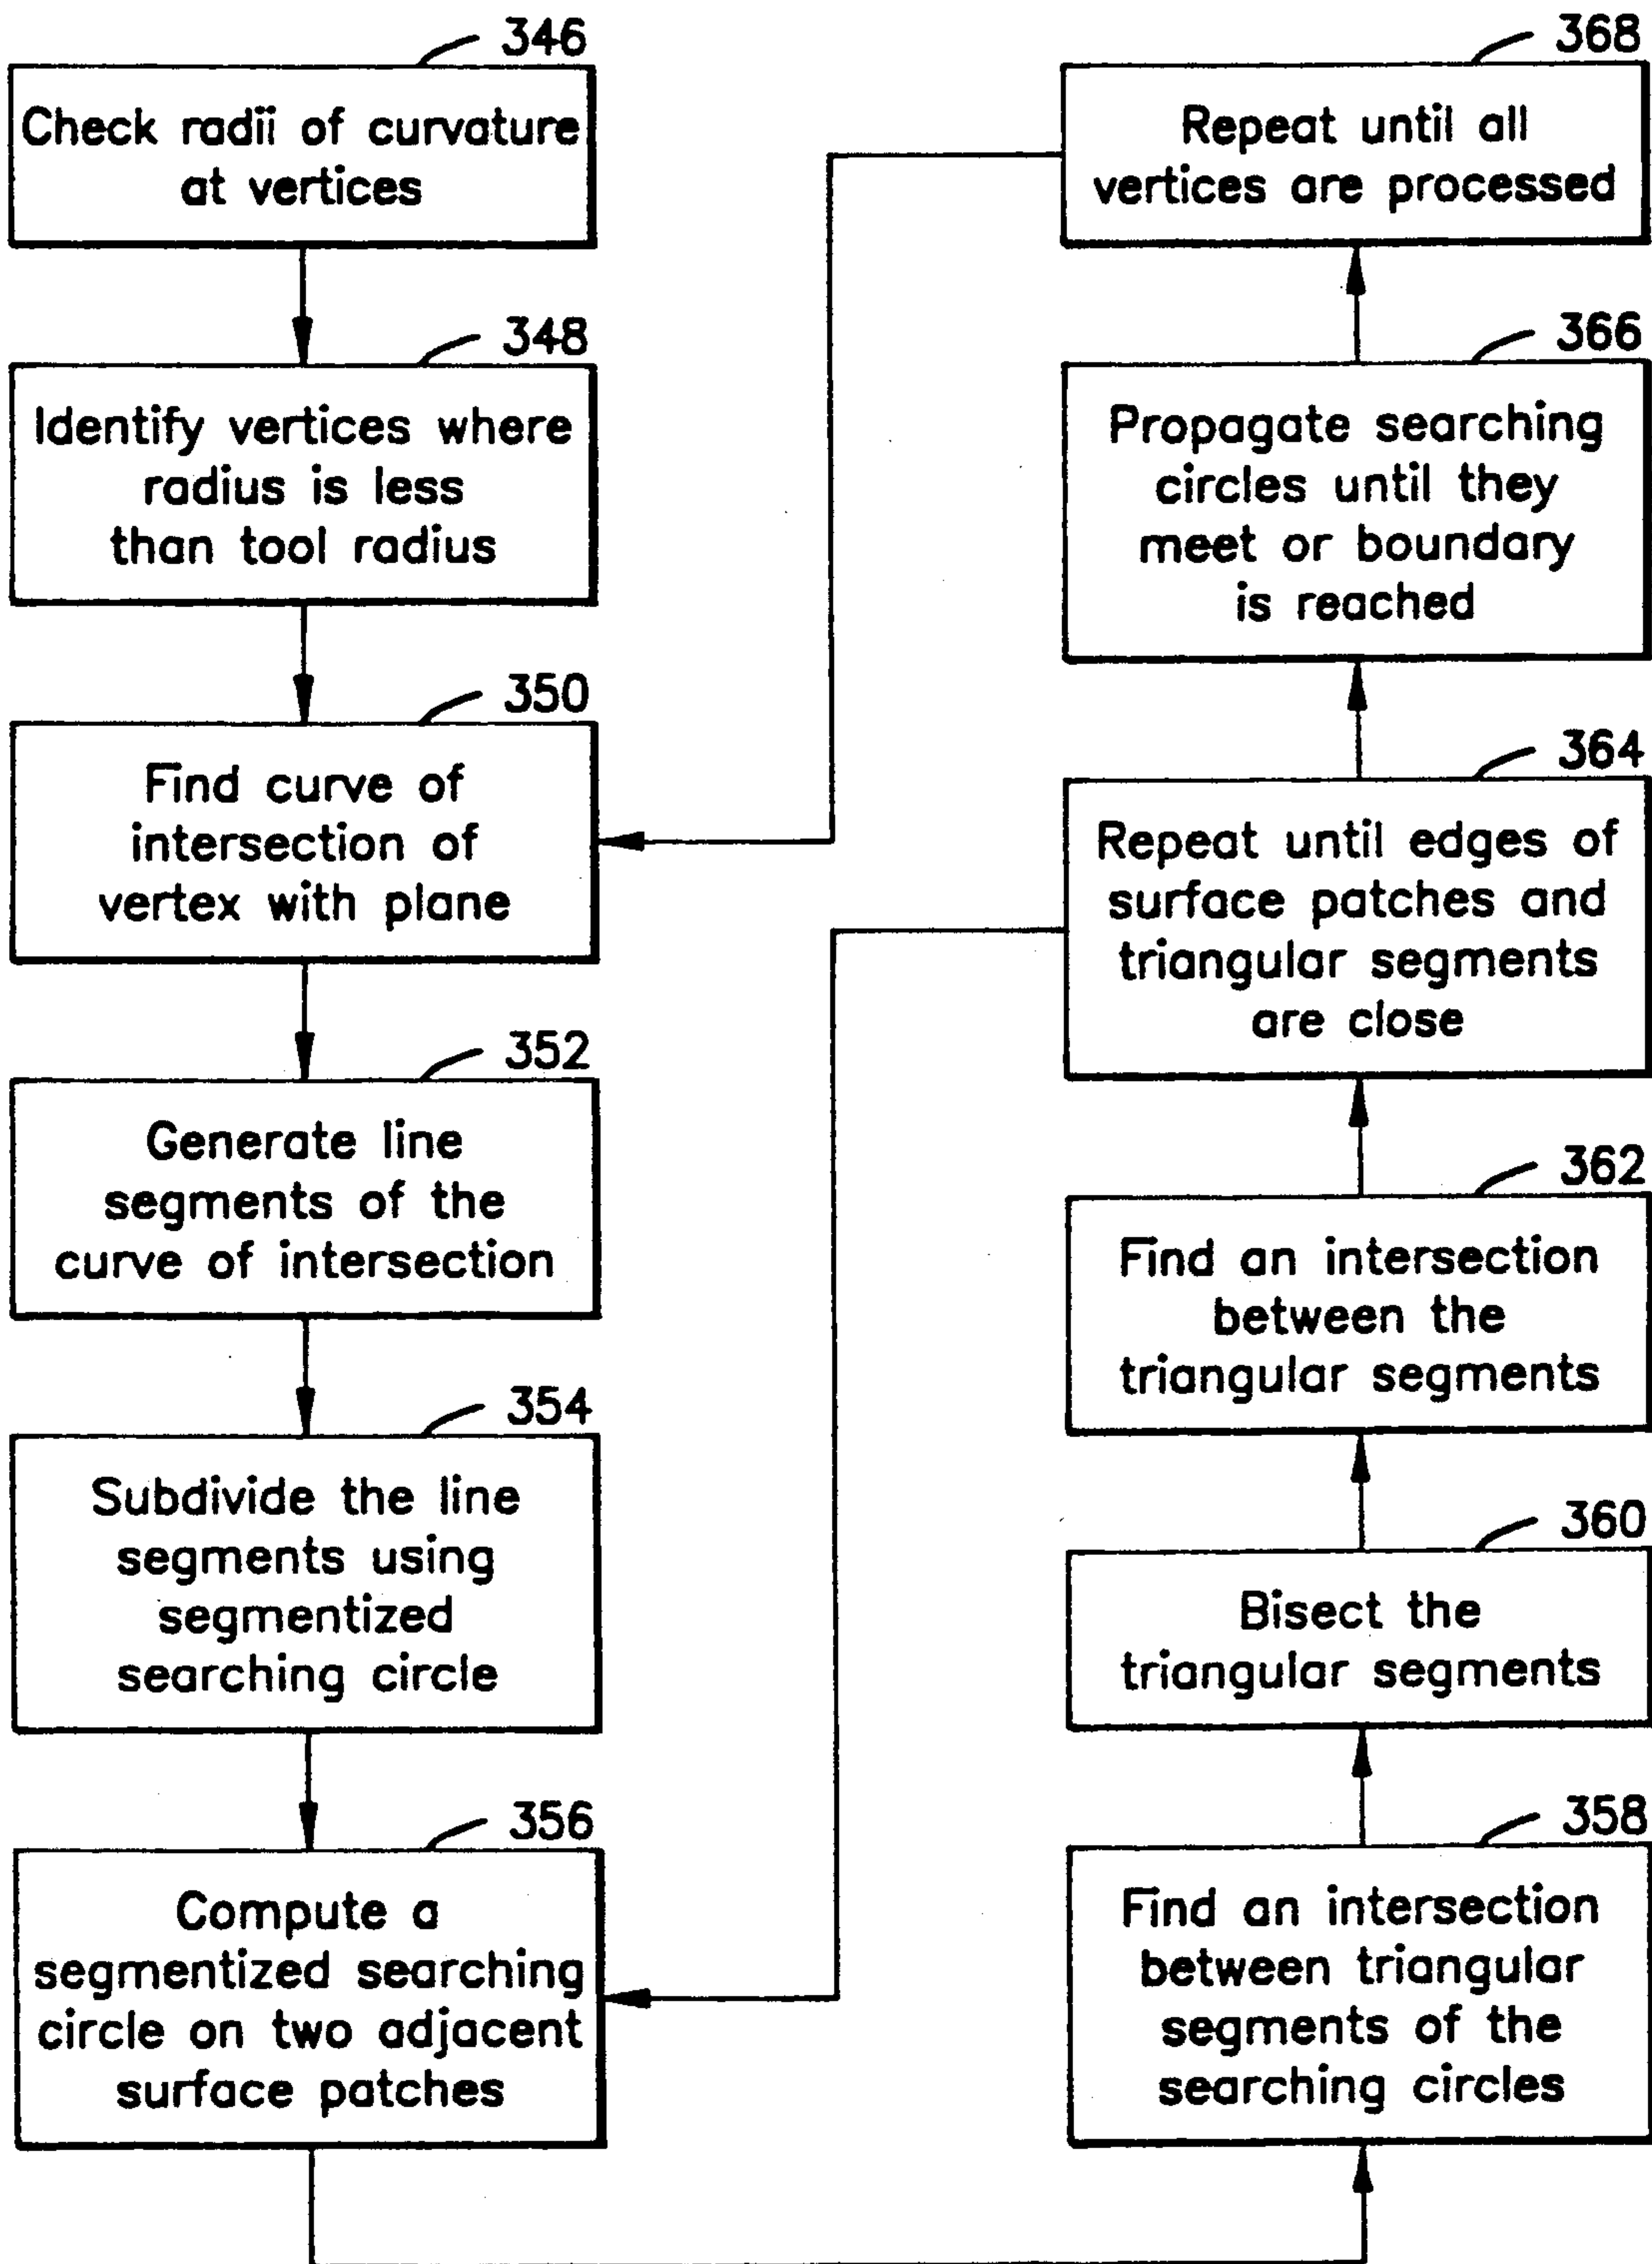 346
Check radii of curvature
at vertices
348
Identify vertices where
radius is less
than tool radius
350
Find curve of
intersection of
vertex with plane
352
Generate line
segments of the
curve of intersection
354
Subdivide the line
segments using
segmentized
searching circle
356
Compute a
segmentized searching
circle on two adjacent
surface patches
368
Repeat until all
vertices are processed
366
Propagate searching
circles until they
meet or boundary
is reached
364
Repeat until edges of
surface patches and
triangular segments
are close
362
Find an intersection
between the
triangular segments
360
Bisect the
triangular segments
358
Find an intersection
between triangular
segments of the
searching circles